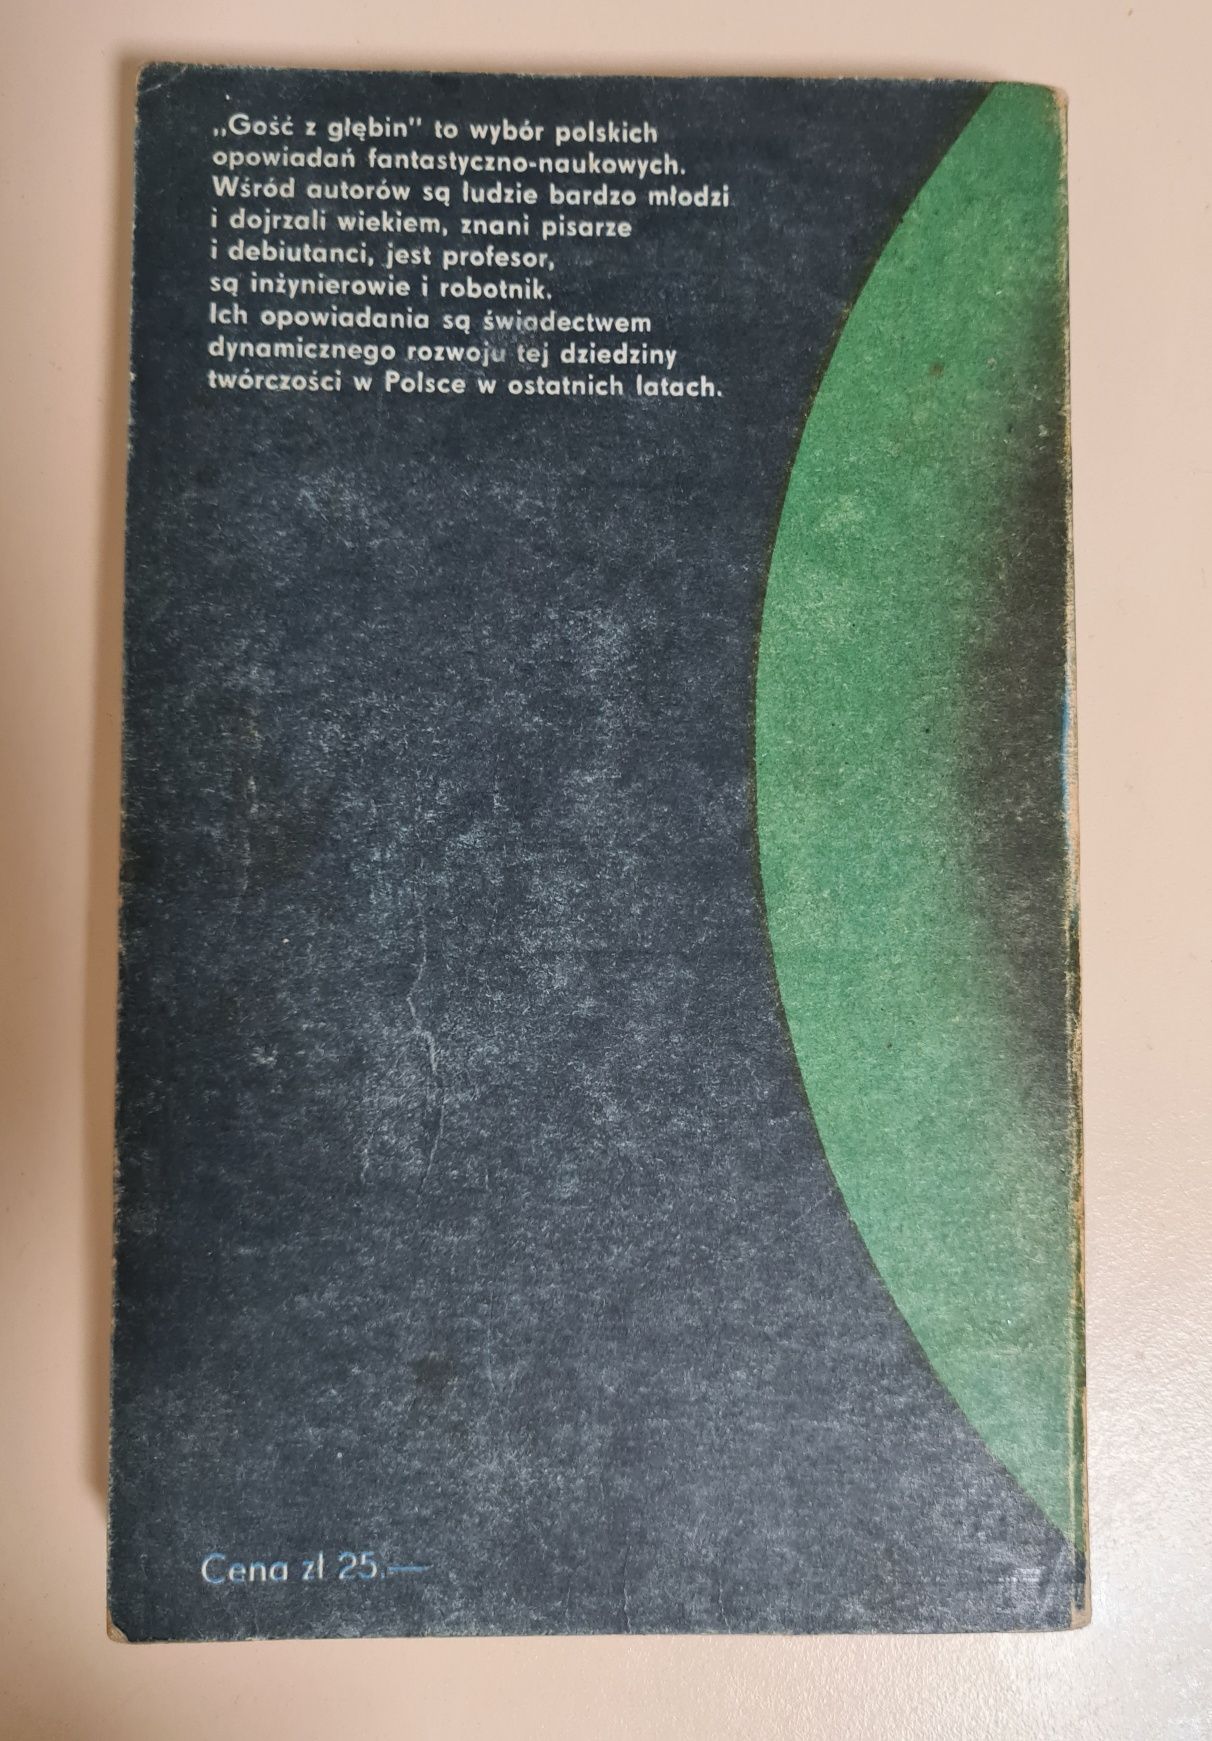 „Gość z głębin" to wybór polskich
opowiadań fantastyczno-naukowych.
Wśród autorów są ludzie bardzo młodzi
i dojrzali wiekiem, znani pisarze
i debiutanci, jest profesor,
są inżynierowie i robotnik.
Ich opowiadania są świadectwem
dynamicznego rozwoju tej dziedziny
twórczości w Polsce w ostatnich latach.
Cena zł 25.—